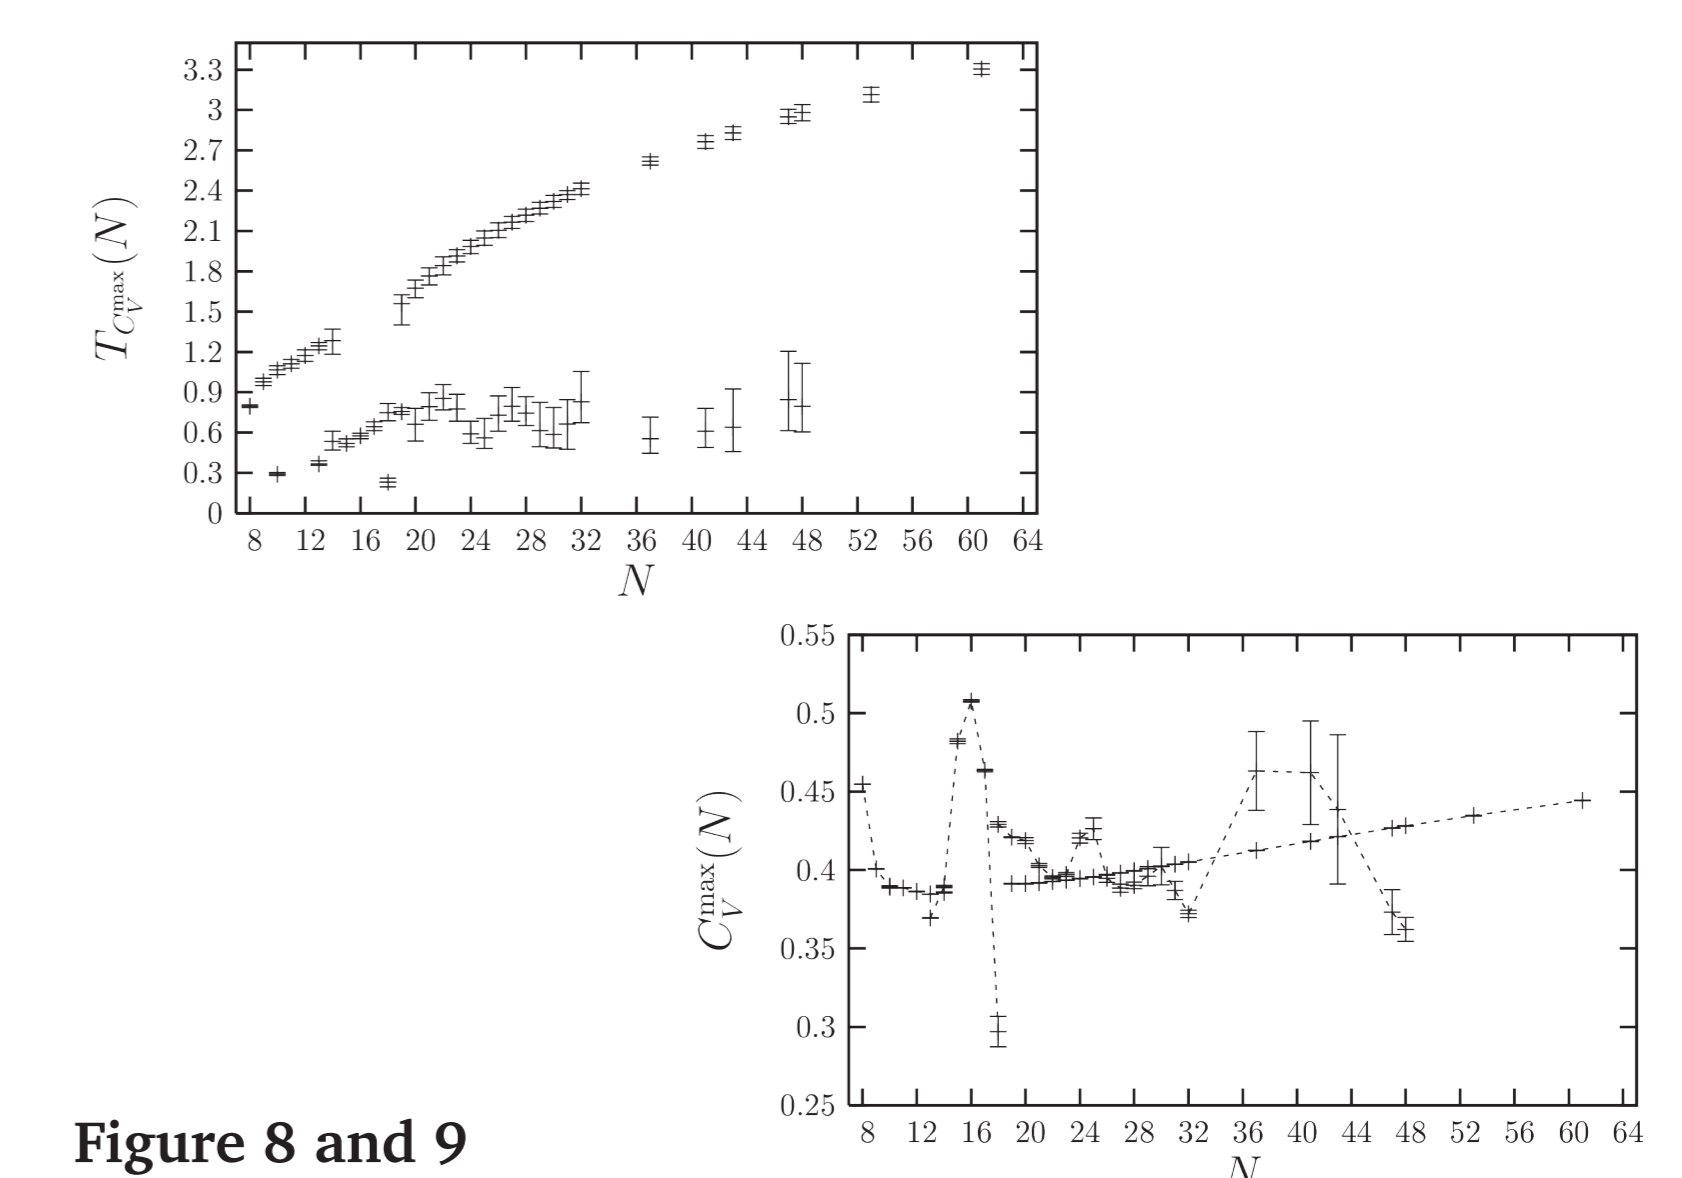 3.3
3
2.7
2.4
2.1
1.8
1.5
1.2
0.9
0.6
0.3
0
T_{C_V^{max}}(N)
8 12 16 20 24 28 32 36 40 44 48 52 56 60 64
N
0.55
0.5
0.45
0.4
0.35
0.3
0.25
C_V^{max}(N)
8 12 16 20 24 28 32 36 40 44 48 52 56 60 64
N
Figure 8 and 9